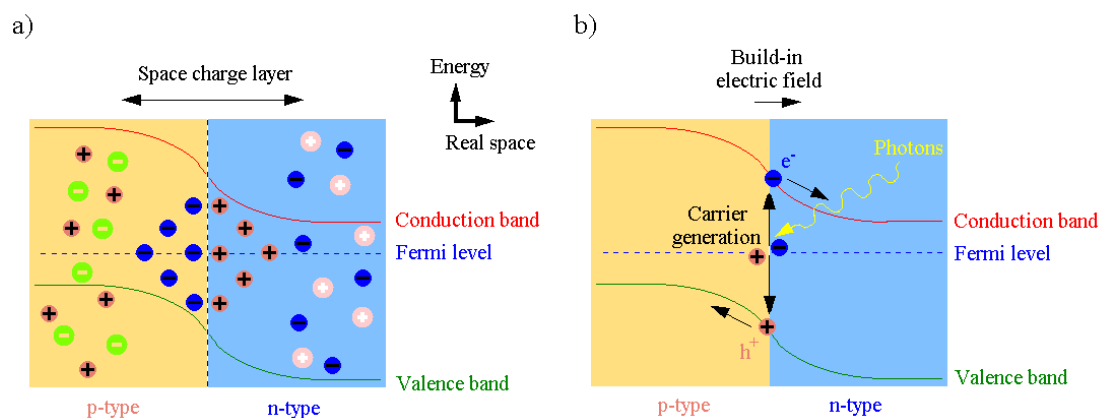 a)
Space charge layer
Energy
Real space
Conduction band
Fermi level
Valence band
p-type
n-type
b)
Build-in
electric field
Photons
e-
Carrier
generation
h+
Conduction band
Fermi level
Valence band
p-type
n-type